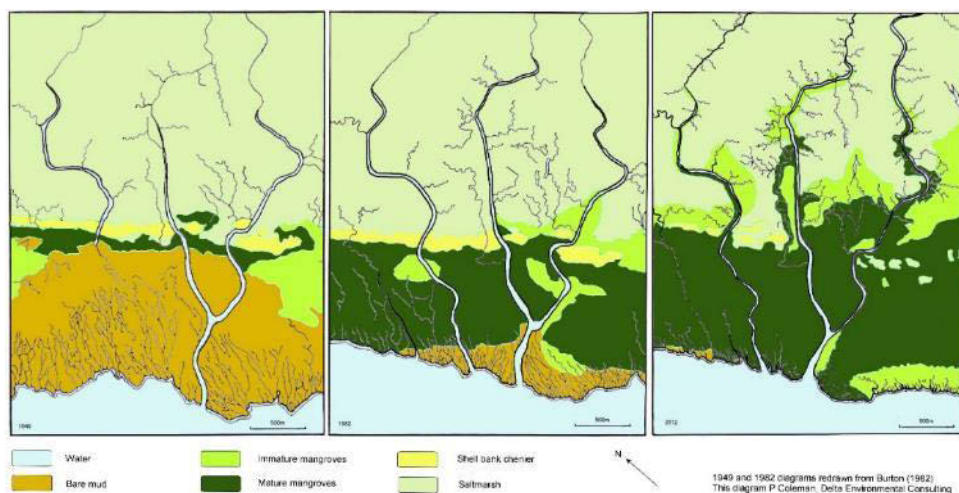 1949
500m
1982
500m
2012
500m
Water
Immature mangroves
Shell bank chenier
Bare mud
Mature mangroves
Saltmarsh
N
1949 and 1982 diagrams redrawn from Burton (1982)
This diagram P Coleman, Delta Environmental Consulting